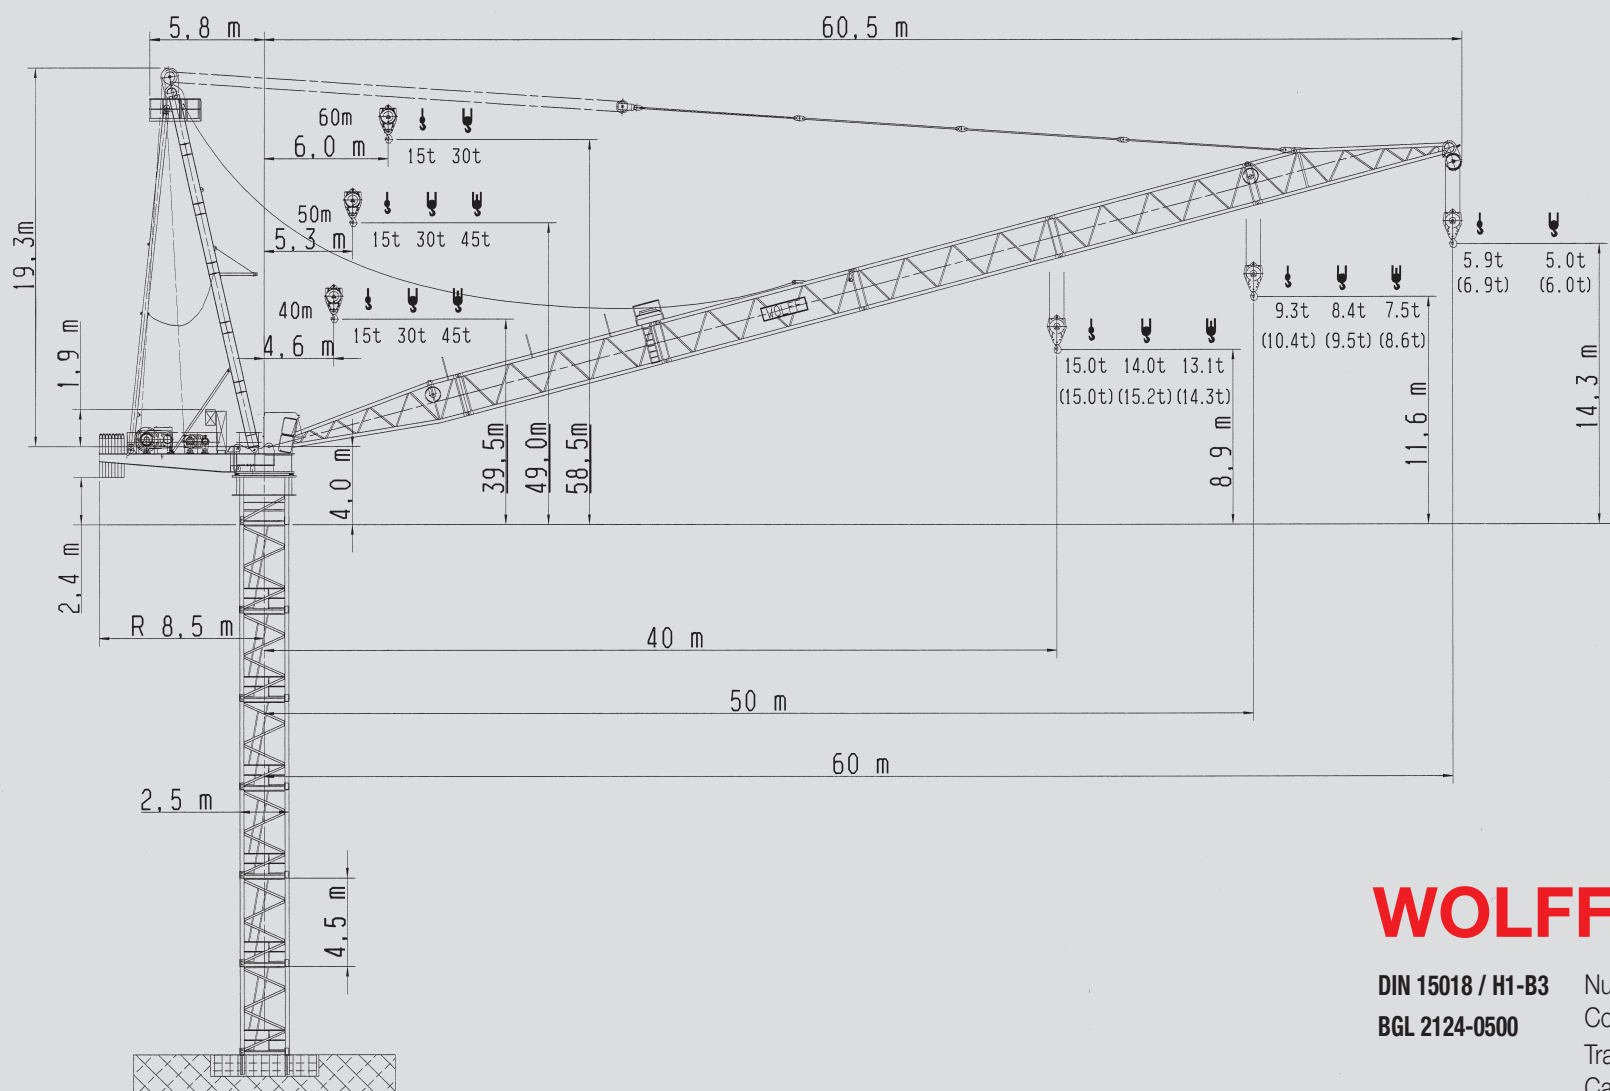 5,8 m
60,5 m
60m
6,0 m
15t 30t
50m
5,3 m
15t 30t 45t
19,3m
40m
15t 30t 45t
4,6 m
1,9 m
5.9t 5.0t
(6.9t) (6.0t)
9.3t 8.4t 7.5t
(10.4t) (9.5t) (8.6t)
15.0t 14.0t 13.1t
(15.0t) (15.2t) (14.3t)
14,3 m
11,6 m
8,9 m
39,5m
49,0m
58,5m
4,0 m
2,4 m
R 8,5 m
40 m
50 m
60 m
2,5 m
4,5 m
WOLFF
DIN 15018 / H1-B3 Nu
BGL 2124-0500 Co
Tra
Ca